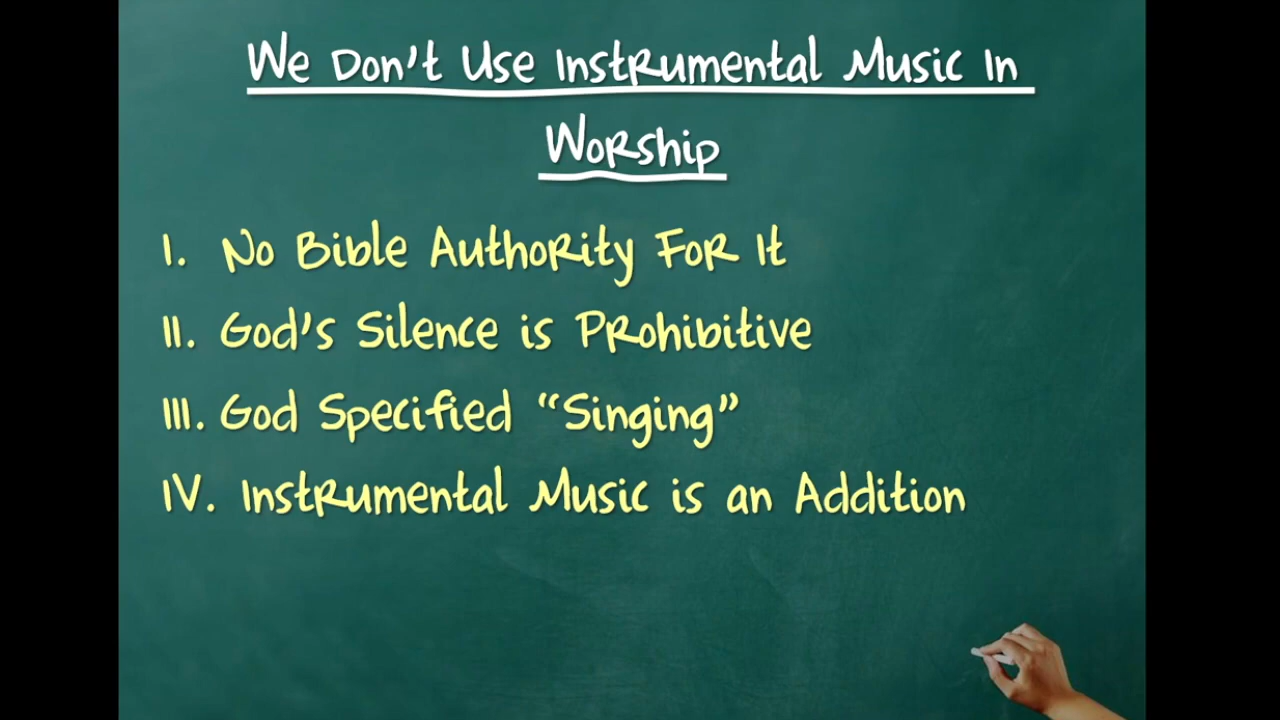 We Don't Use Instrumental Music In
Worship
I. No Bible Authority For It
II. God's Silence is Prohibitive
III. God Specified “Singing”
IV. Instrumental Music is an Addition